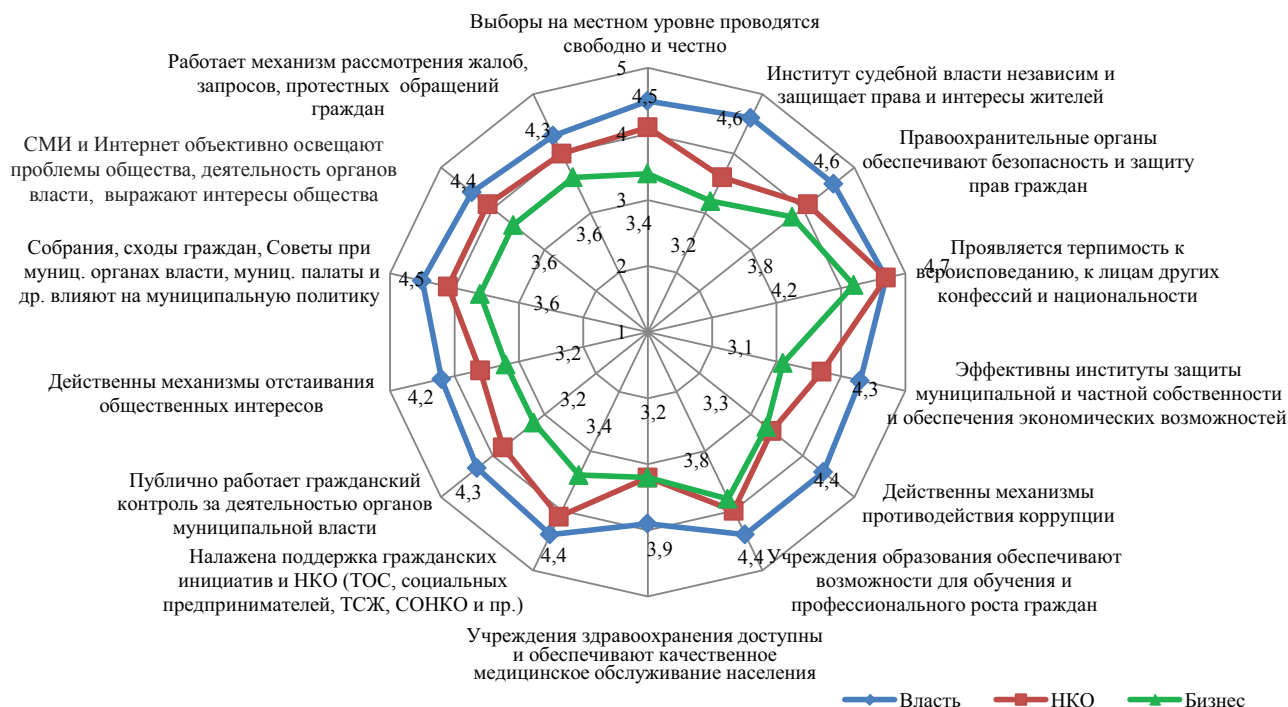 Выборы на местном уровне проводятся
свободно и честно
Работает механизм рассмотрения жалоб,
запросов, протестных обращений
граждан
Институт судебной власти независим и
защищает права и интересы жителей
СМИ и Интернет объективно освещают
проблемы общества, деятельность органов
власти, выражают интересы общества
Правоохранительные органы
обеспечивают безопасность и защиту
прав граждан
Собрания, сходы граждан, Советы при
муниц. органах власти, муниц. палаты и
др. влияют на муниципальную политику
Проявляется терпимость к
вероисповеданию, к лицам других
конфессий и национальности
Действенны механизмы отстаивания
общественных интересов
Эффективны институты защиты
муниципальной и частной собственности
и обеспечения экономических возможностей
Публично работает гражданский
контроль за деятельностью органов
муниципальной власти
Действенны механизмы
противодействия коррупции
Налажена поддержка гражданских
инициатив и НКО (ТОС, социальных
предпринимателей, ТСЖ, СОНКО и пр.)
Учреждения образования обеспечивают
возможности для обучения и
профессионального роста граждан
Учреждения здравоохранения доступны
и обеспечивают качественное
медицинское обслуживание населения
5
4
3
2
1
4,5
4,6
4,6
4,7
4,3
4,4
4,4
3,9
4,4
4,3
4,2
4,5
4,4
4,3
3,4
3,2
3,8
4,2
3,1
3,3
3,8
3,2
3,4
3,2
3,2
3,6
3,6
3,6
Власть
НКО
Бизнес